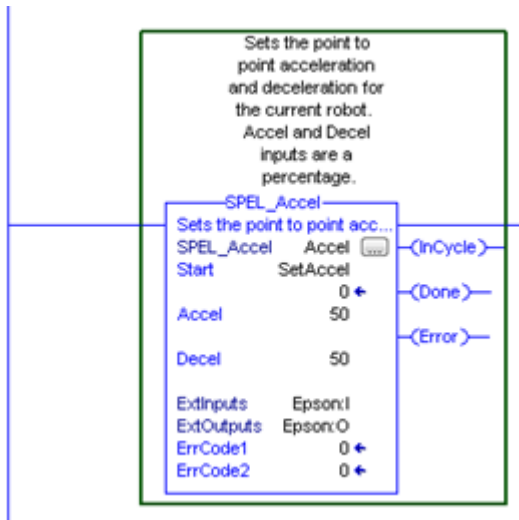 Sets the point to
point acceleration
and deceleration for
the current robot.
Accel and Decel
inputs are a
percentage.
SPEL_Accel
Sets the point to point acc...
SPEL_Accel Accel ... (InCycle)
Start SetAccel
0 (Done)
Accel 50
(Error)
Decel 50
ExtInputs Epson:I
ExtOutputs Epson:O
ErrCode1 0
ErrCode2 0